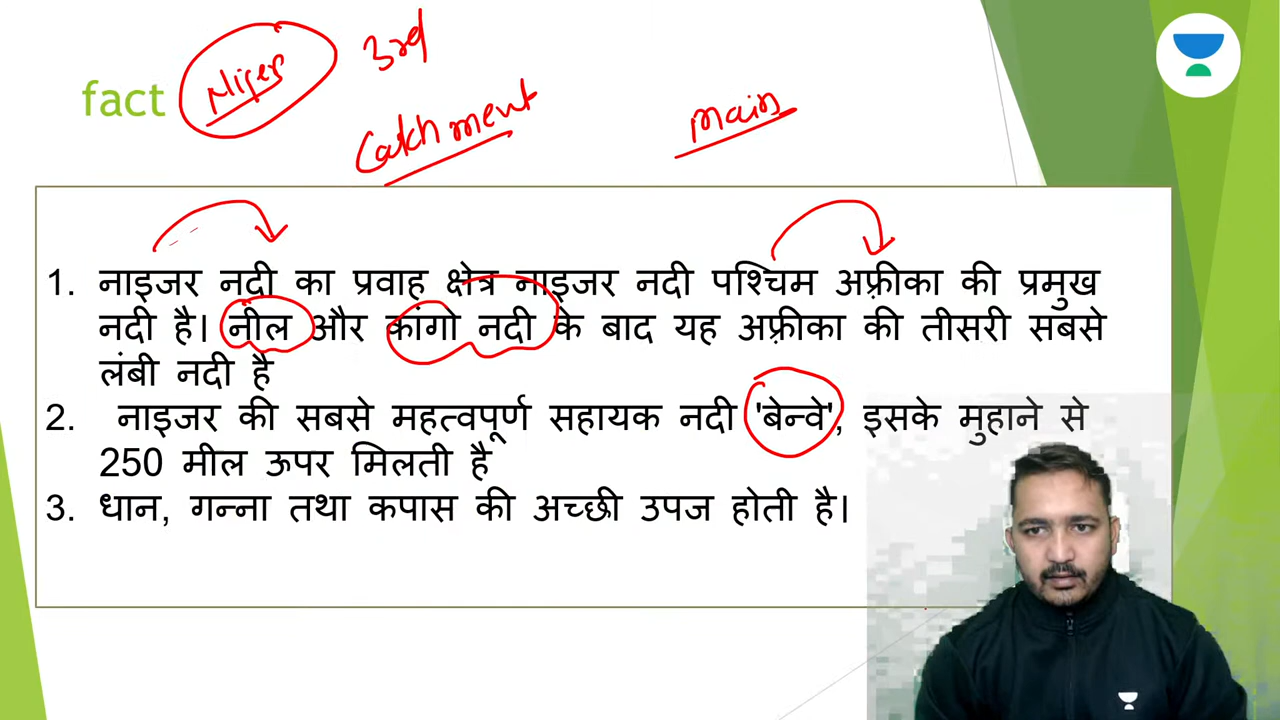 fact Niger 3rd
Catchment main
1. नाइजर नदी का प्रवाह क्षेत्र नाइजर नदी पश्चिम अफ़्रीका की प्रमुख
नदी है। नील और कांगो नदी के बाद यह अफ़्रीका की तीसरी सबसे
लंबी नदी है
2. नाइजर की सबसे महत्वपूर्ण सहायक नदी 'बेन्वे', इसके मुहाने से
250 मील ऊपर मिलती है
3. धान, गन्ना तथा कपास की अच्छी उपज होती है।